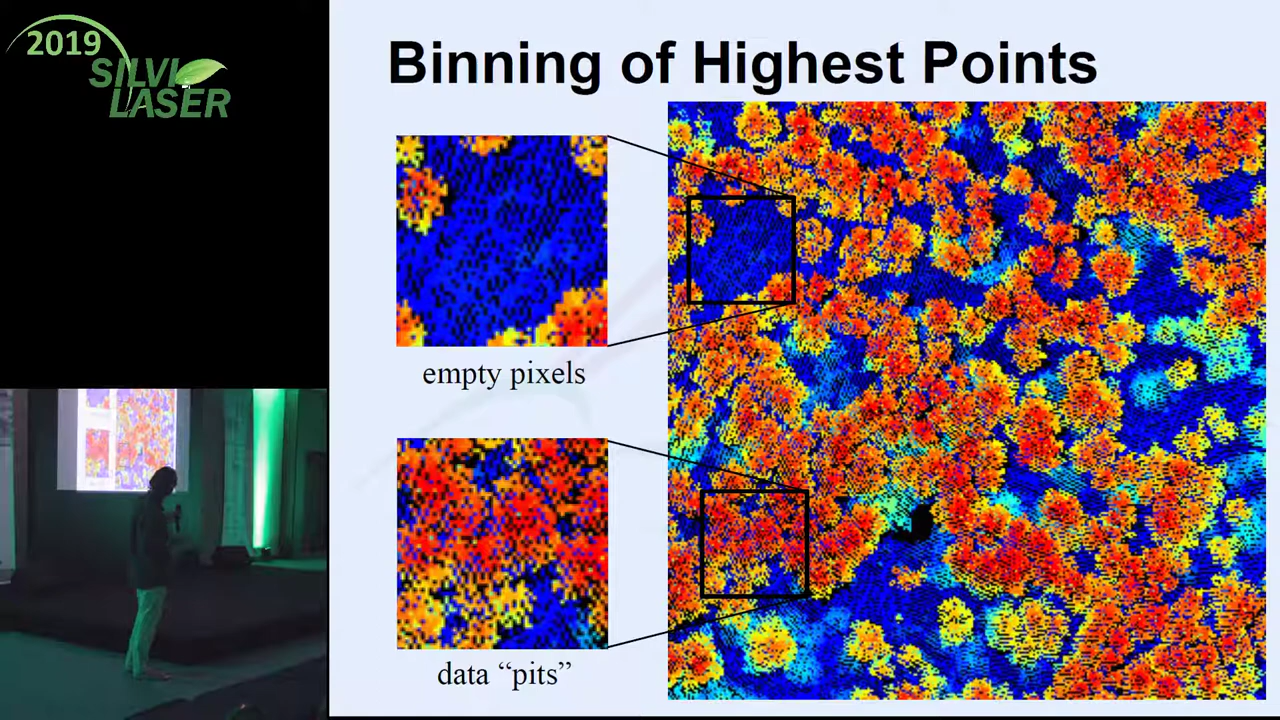 2019
SILVI
LASER
Binning of Highest Points
empty pixels
data “pits”